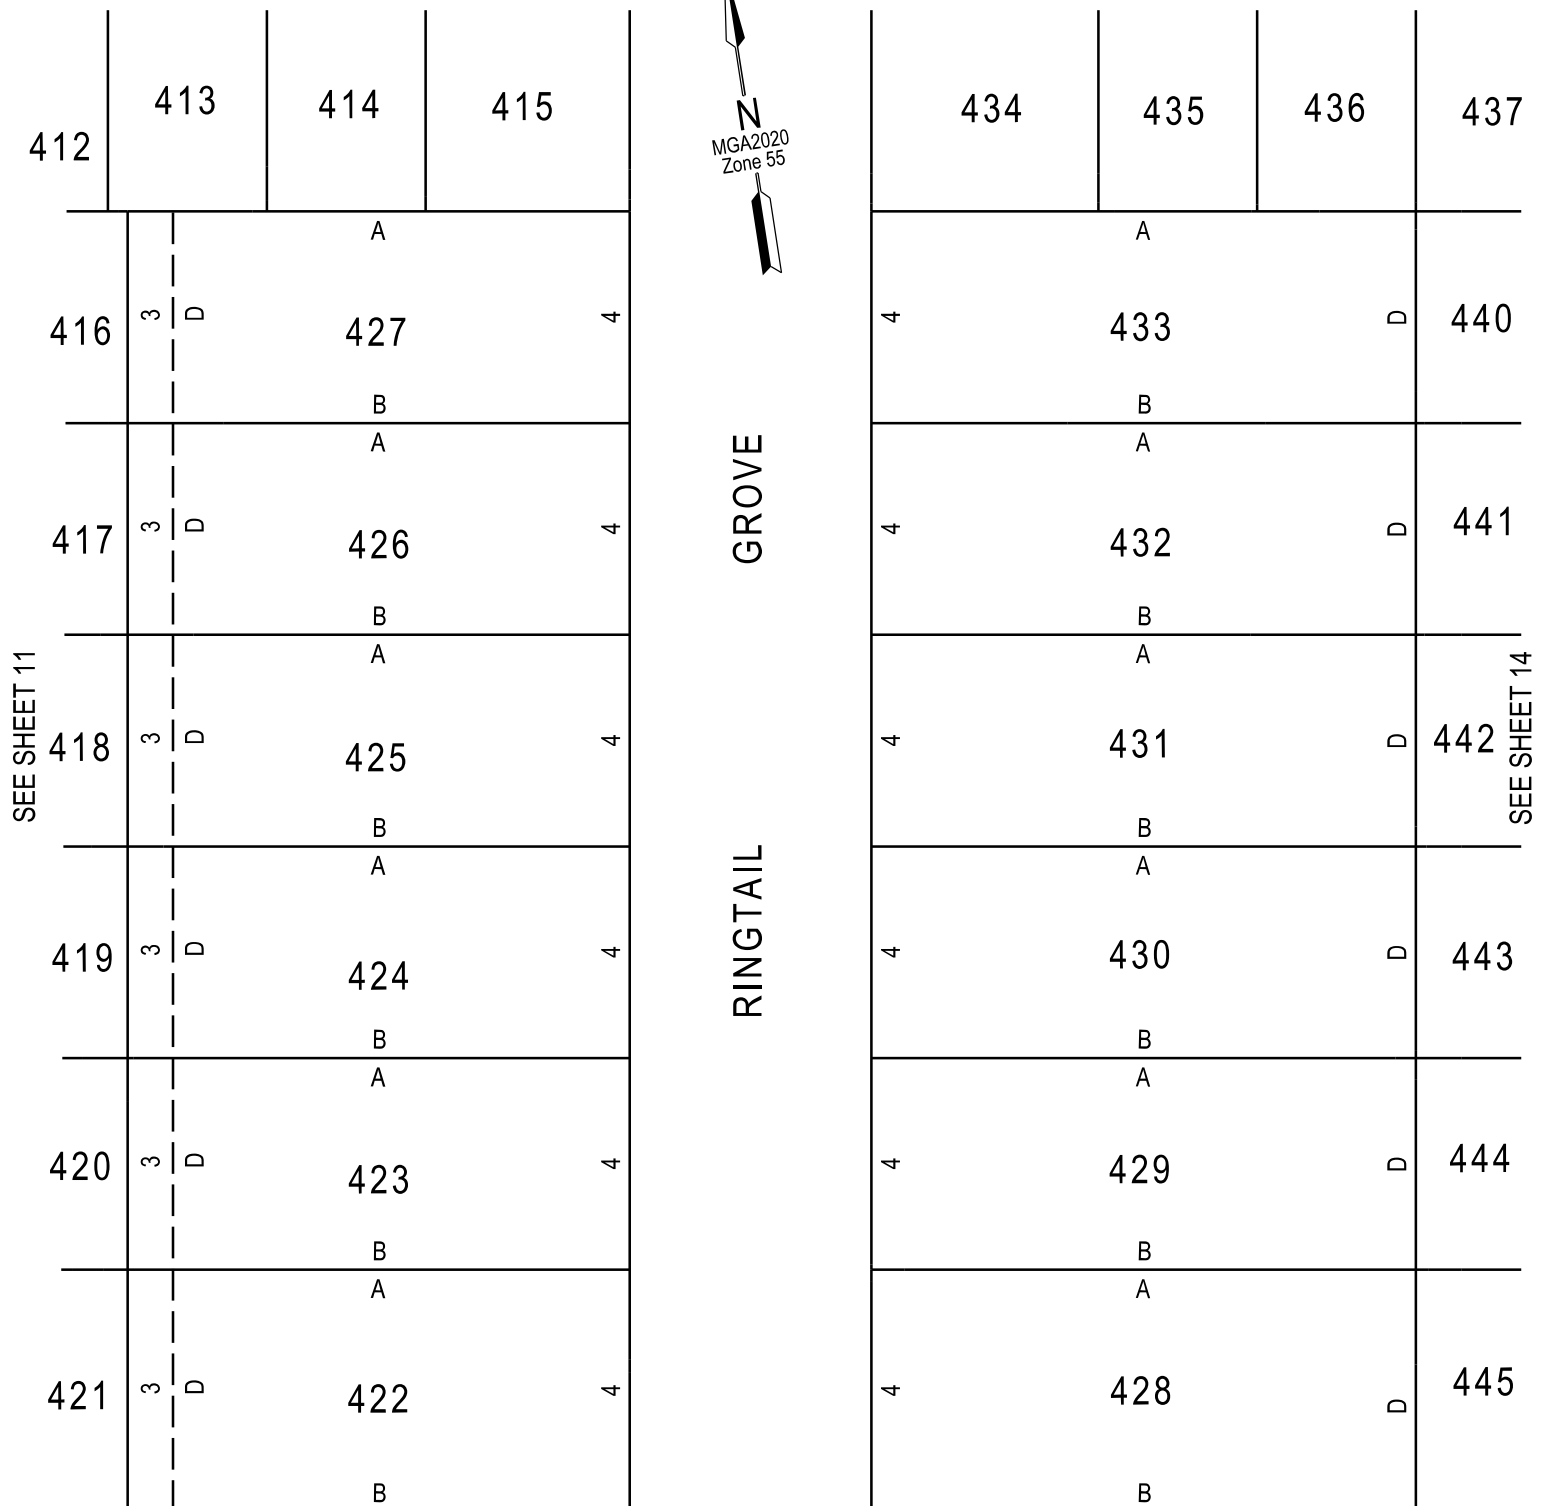 413
414
415
N
MGA2020
Zone 55
434
435
436
437
412
A
A
416
3
D
427
4
4
433
D
440
B
B
A
A
GROVE
417
3
D
426
4
4
432
D
441
B
B
A
A
SEE SHEET 11
418
3
D
425
4
4
431
D
442
SEE SHEET 14
B
B
A
A
RINGTAIL
419
3
D
424
4
4
430
D
443
B
B
A
A
420
3
D
423
4
4
429
D
444
B
B
A
A
421
3
D
422
4
4
428
D
445
B
B